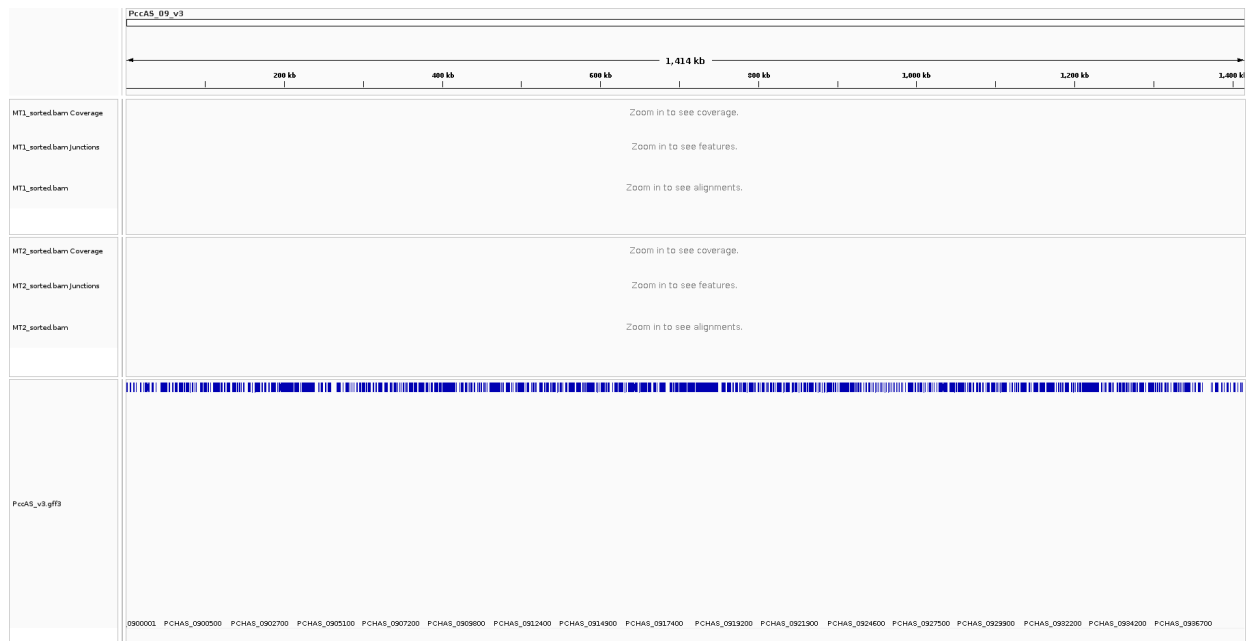 PccAS_09_v3
1,414 kb
200 kb 400 kb 600 kb 800 kb 1,000 kb 1,200 kb 1,400 k
MT1_sorted.bam Coverage
Zoom in to see coverage.
MT1_sorted.bam Junctions
Zoom in to see features.
MT1_sorted.bam
Zoom in to see alignments.
MT2_sorted.bam Coverage
Zoom in to see coverage.
MT2_sorted.bam Junctions
Zoom in to see features.
MT2_sorted.bam
Zoom in to see alignments.
PccAS_v3.gff3
0900001 PCHAS_0900500 PCHAS_0902700 PCHAS_0905100 PCHAS_0907200 PCHAS_0909800 PCHAS_0912400 PCHAS_0914900 PCHAS_0917400 PCHAS_0919200 PCHAS_0921900 PCHAS_0924600 PCHAS_0927500 PCHAS_0929900 PCHAS_0932200 PCHAS_0934200 PCHAS_0936700